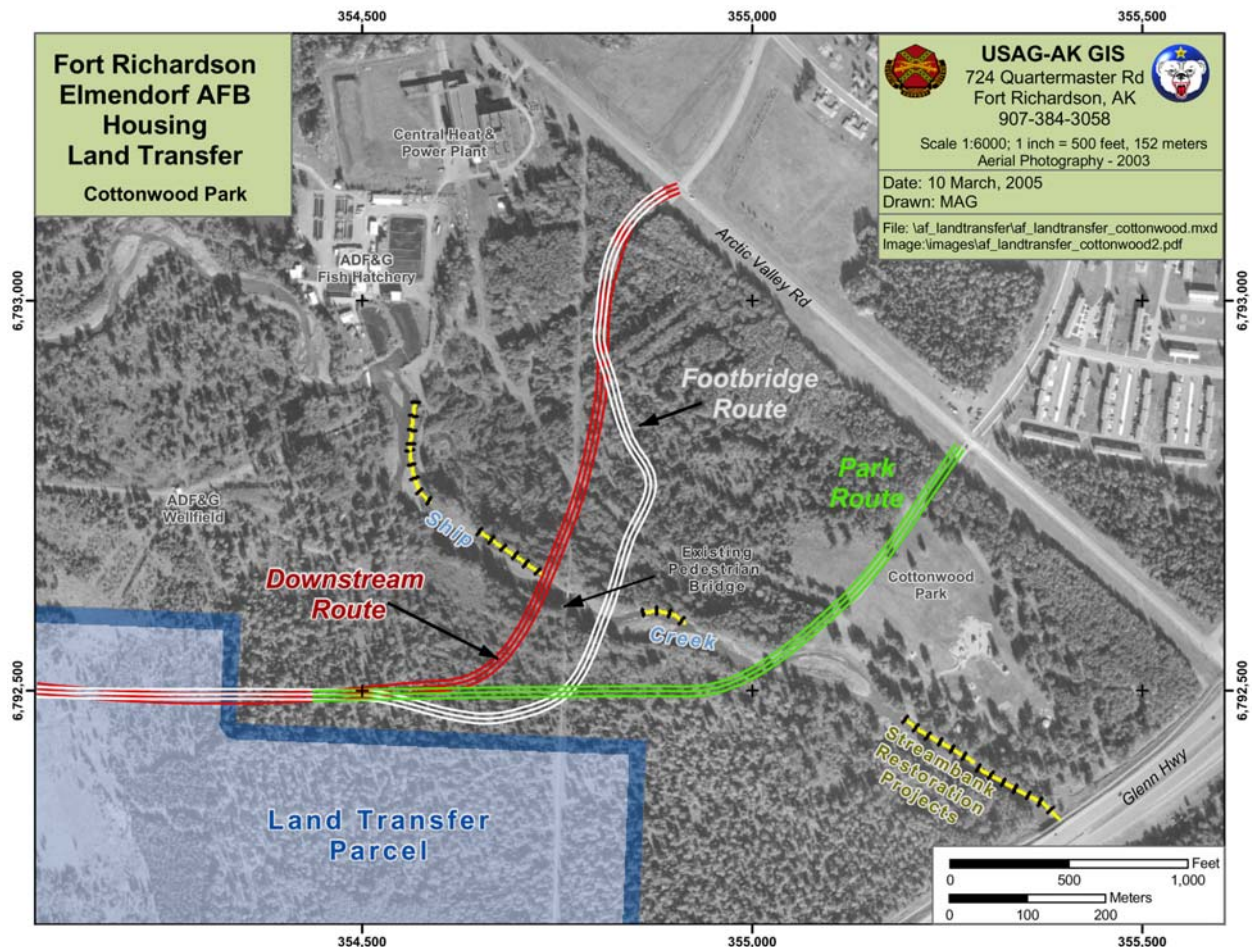 354,500
355,000
355,500
Fort Richardson
Elmendorf AFB
Housing
Land Transfer
Cottonwood Park
USAG-AK GIS
724 Quartermaster Rd
Fort Richardson, AK
907-384-3058
Scale 1:6000; 1 inch = 500 feet, 152 meters
Aerial Photography - 2003
Date: 10 March, 2005
Drawn: MAG
File: \af_landtransfer\af_landtransfer_cottonwood.mxd
Image:\images\af_landtransfer_cottonwood2.pdf
Central Heat &
Power Plant
ADF&G
Fish Hatchery
Arctic Valley Rd
6,793,000
6,793,000
Footbridge
Route
Park
Route
ADF&G
Wellfield
Ship
Existing
Pedestrian
Bridge
Downstream
Route
Cottonwood
Park
Creek
6,792,500
6,792,500
Streambank
Restoration
Projects
Glenn Hwy
Land Transfer
Parcel
Feet
0
500
1,000
Meters
0
100
200
354,500
355,000
355,500